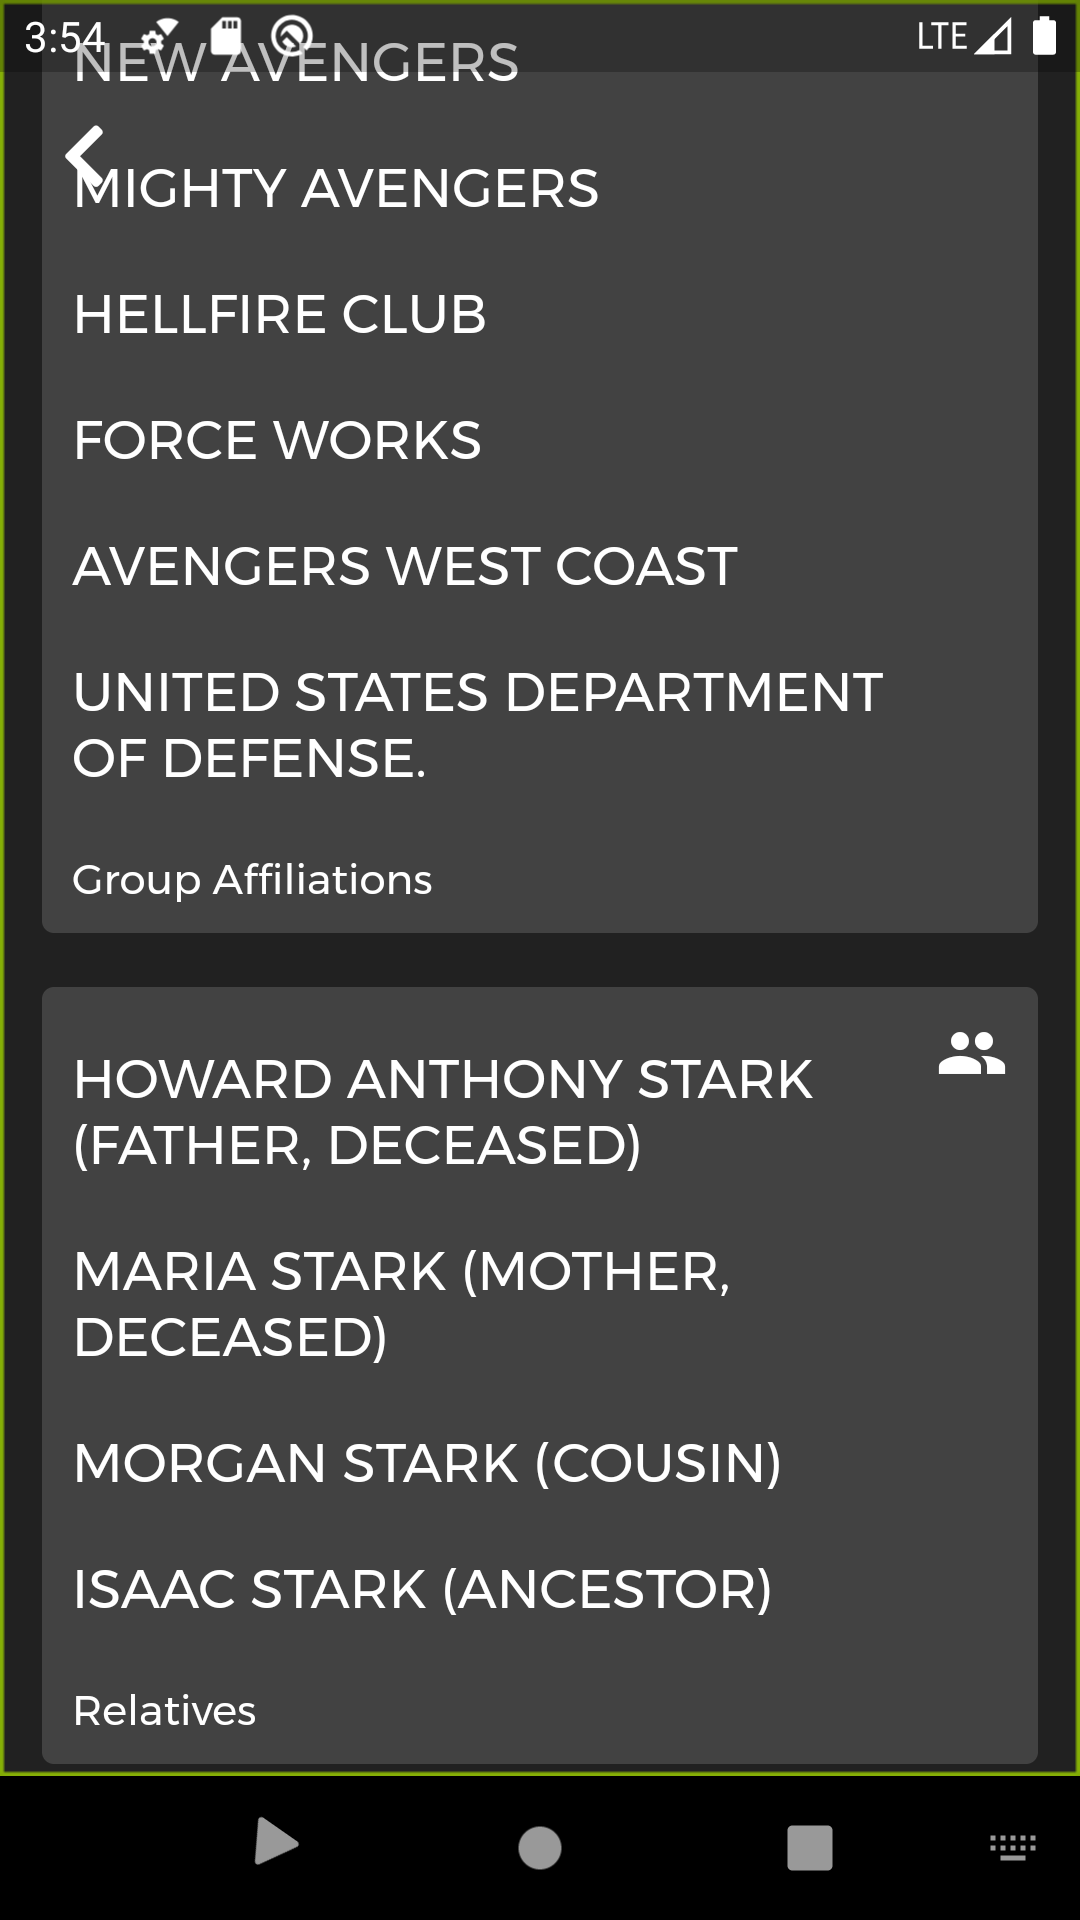 3:54
LTE
NEW AVENGERS
MIGHTY AVENGERS
HELLFIRE CLUB
FORCE WORKS
AVENGERS WEST COAST
UNITED STATES DEPARTMENT
OF DEFENSE.
Group Affiliations
HOWARD ANTHONY STARK
(FATHER, DECEASED)
MARIA STARK (MOTHER,
DECEASED)
MORGAN STARK (COUSIN)
ISAAC STARK (ANCESTOR)
Relatives